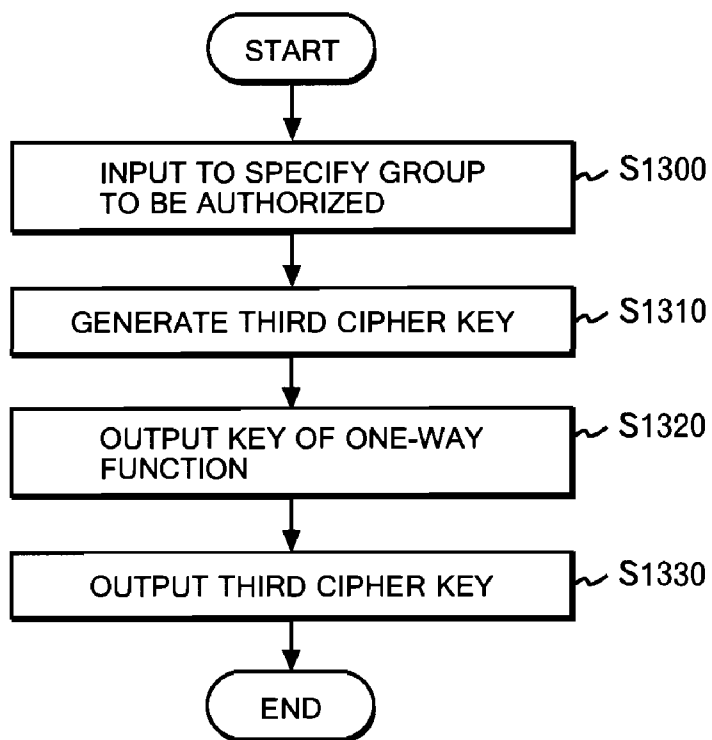 START
INPUT TO SPECIFY GROUP
TO BE AUTHORIZED
S1300
GENERATE THIRD CIPHER KEY
S1310
OUTPUT KEY OF ONE-WAY
FUNCTION
S1320
OUTPUT THIRD CIPHER KEY
S1330
END